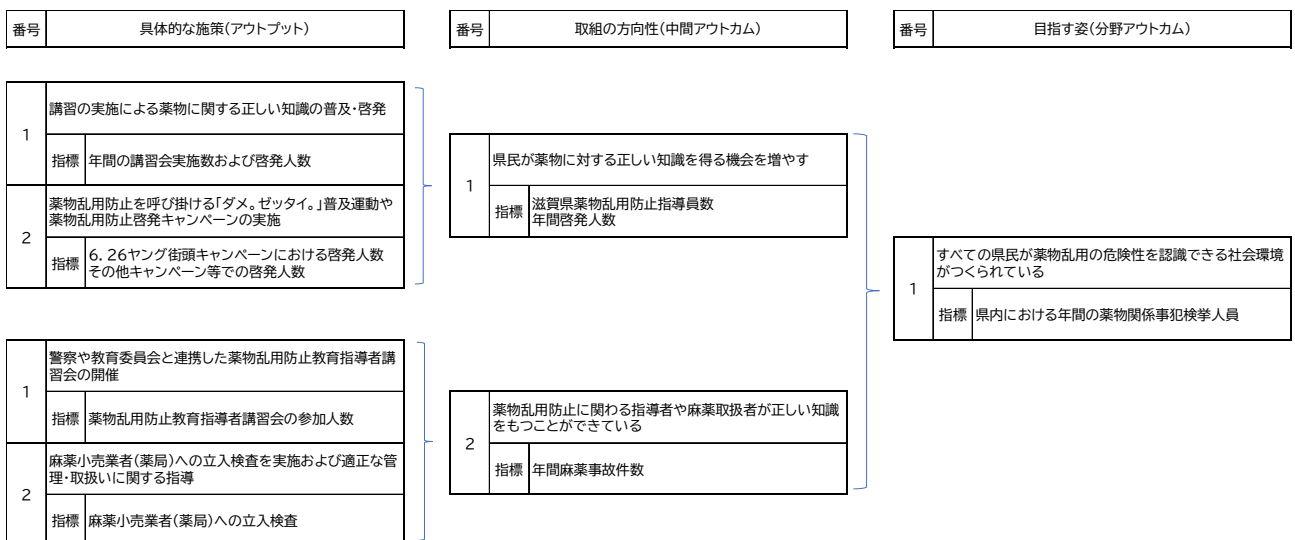 番号 具体的な施策(アウトプット)
番号 取組の方向性(中間アウトカム)
番号 目指す姿(分野アウトカム)
1 講習の実施による薬物に関する正しい知識の普及・啓発
指標 年間の講習会実施数および啓発人数
2 薬物乱用防止を呼び掛ける「ダメ。ゼッタイ。」普及運動や
薬物乱用防止啓発キャンペーンの実施
指標 6．26ヤング街頭キャンペーンにおける啓発人数
その他キャンペーン等での啓発人数
1 警察や教育委員会と連携した薬物乱用防止教育指導者講
習会の開催
指標 薬物乱用防止教育指導者講習会の参加人数
2 麻薬小売業者(薬局)への立入検査を実施および適正な管
理・取扱いに関する指導
指標 麻薬小売業者(薬局)への立入検査
1 県民が薬物に対する正しい知識を得る機会を増やす
指標 滋賀県薬物乱用防止指導員数
年間啓発人数
2 薬物乱用防止に関わる指導者や麻薬取扱者が正しい知識
をもつことができている
指標 年間麻薬事故件数
1 すべての県民が薬物乱用の危険性を認識できる社会環境
がつくられている
指標 県内における年間の薬物関係事犯検挙人員